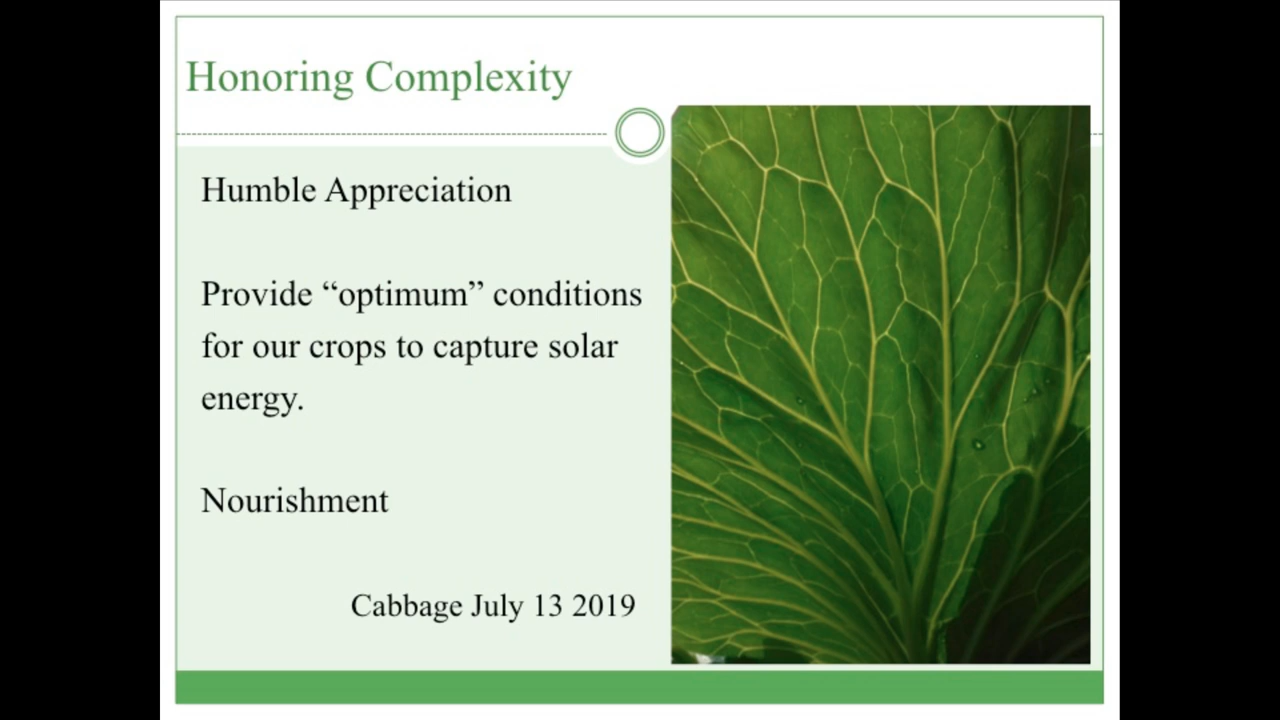 Honoring Complexity
Humble Appreciation
Provide “optimum” conditions
for our crops to capture solar
energy.
Nourishment
Cabbage July 13 2019